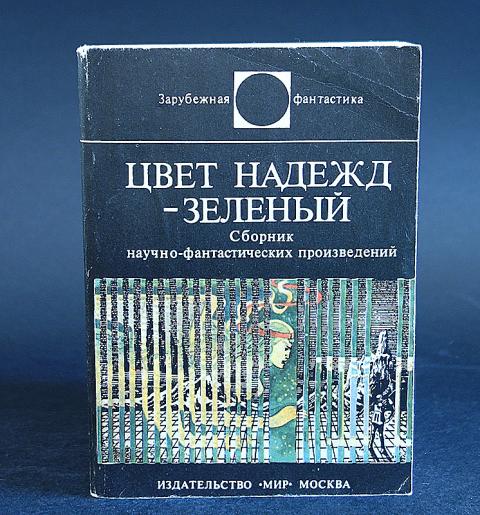 Зарубежная фантастика
ЦВЕТ НАДЕЖД
-ЗЕЛЕНЫЙ
Сборник
научно-фантастических произведений
ИЗДАТЕЛЬСТВО «МИР» МОСКВА